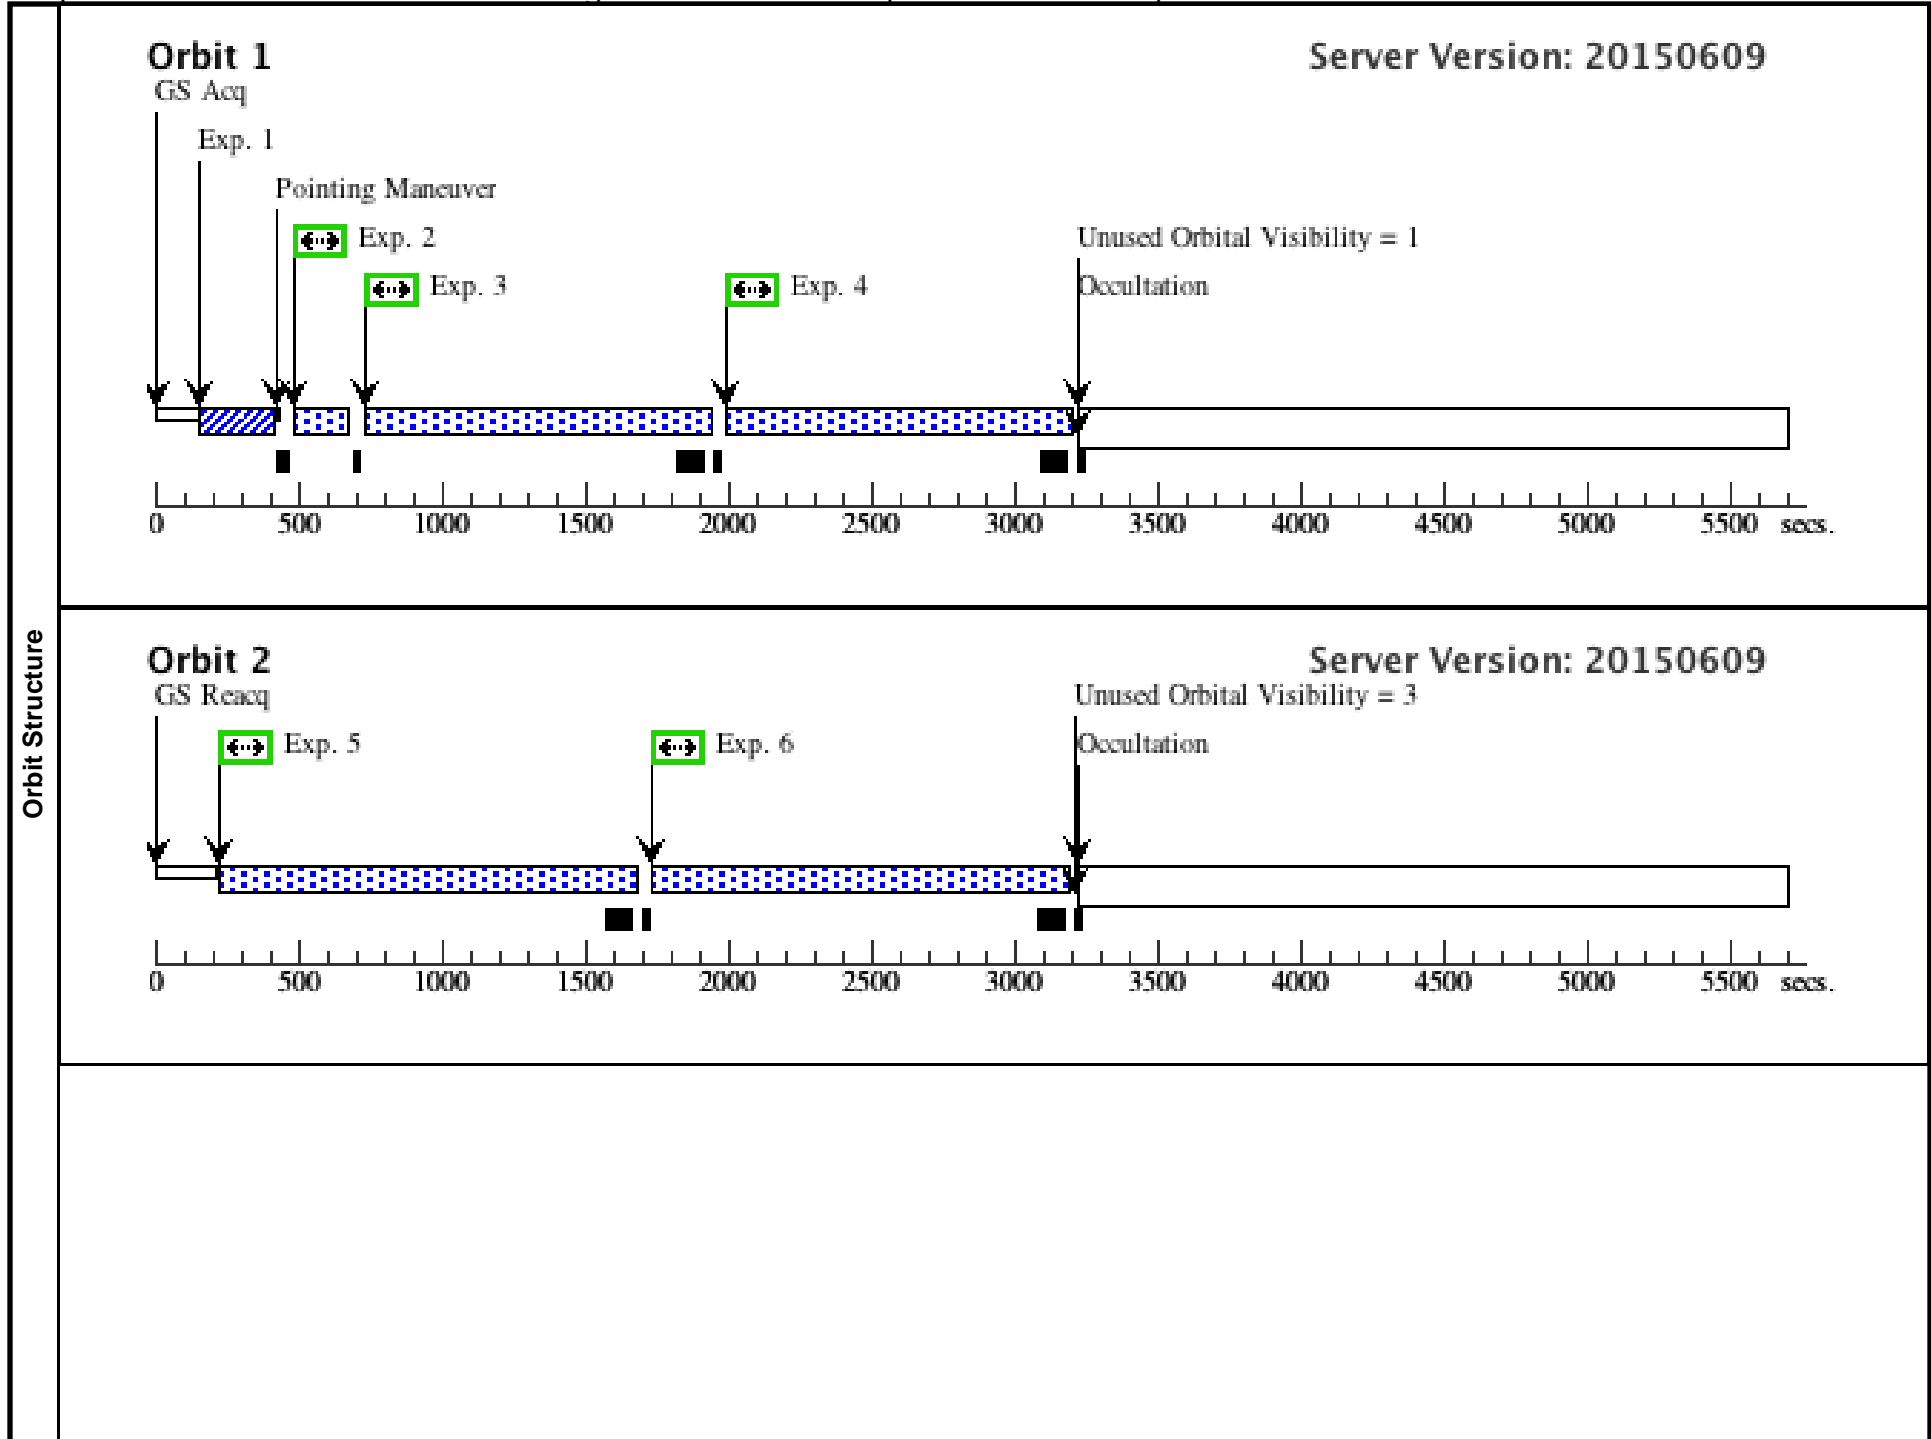 Orbit Structure
Orbit 1
Server Version: 20150609
GS Acq
Exp. 1
Pointing Maneuver
Exp. 2
Unused Orbital Visibility = 1
Exp. 3
Exp. 4
Occultation
0 500 1000 1500 2000 2500 3000 3500 4000 4500 5000 5500 secs.
Orbit 2
Server Version: 20150609
GS Reacq
Unused Orbital Visibility = 3
Exp. 5
Exp. 6
Occultation
0 500 1000 1500 2000 2500 3000 3500 4000 4500 5000 5500 secs.